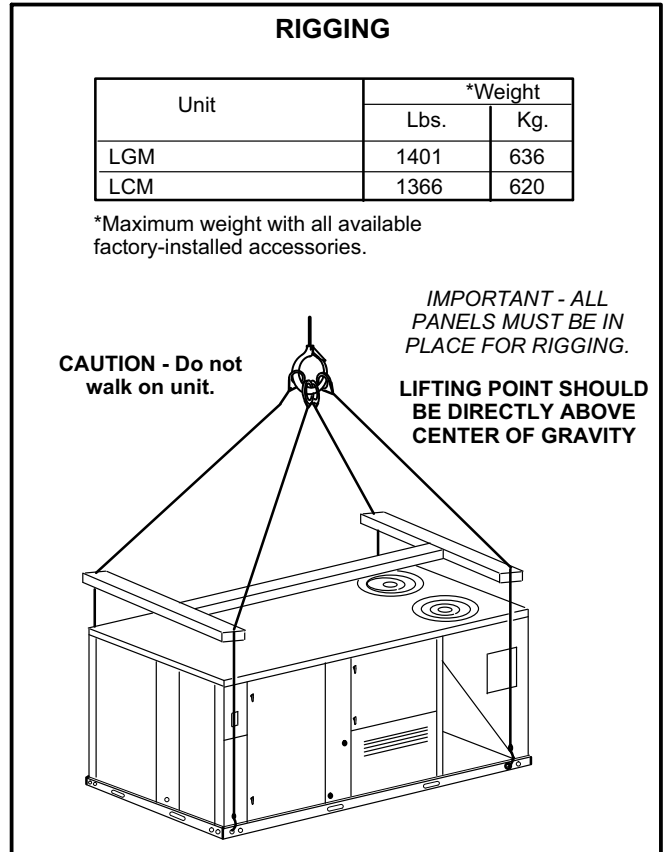 RIGGING
Unit
*Weight
Lbs.
Kg.
LGM 1401 636
LCM 1366 620
*Maximum weight with all available
factory-installed accessories.
CAUTION - Do not
walk on unit.
IMPORTANT - ALL
PANELS MUST BE IN
PLACE FOR RIGGING.
LIFTING POINT SHOULD
BE DIRECTLY ABOVE
CENTER OF GRAVITY